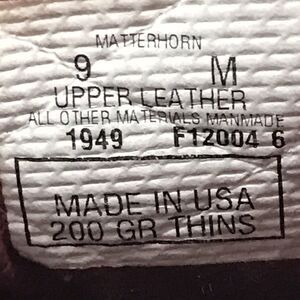 MATTERHORN
9 M
UPPER LEATHER
ALL OTHER MATERIALS MANMADE
1949 F12004 6
MADE IN USA
200 GR THINS